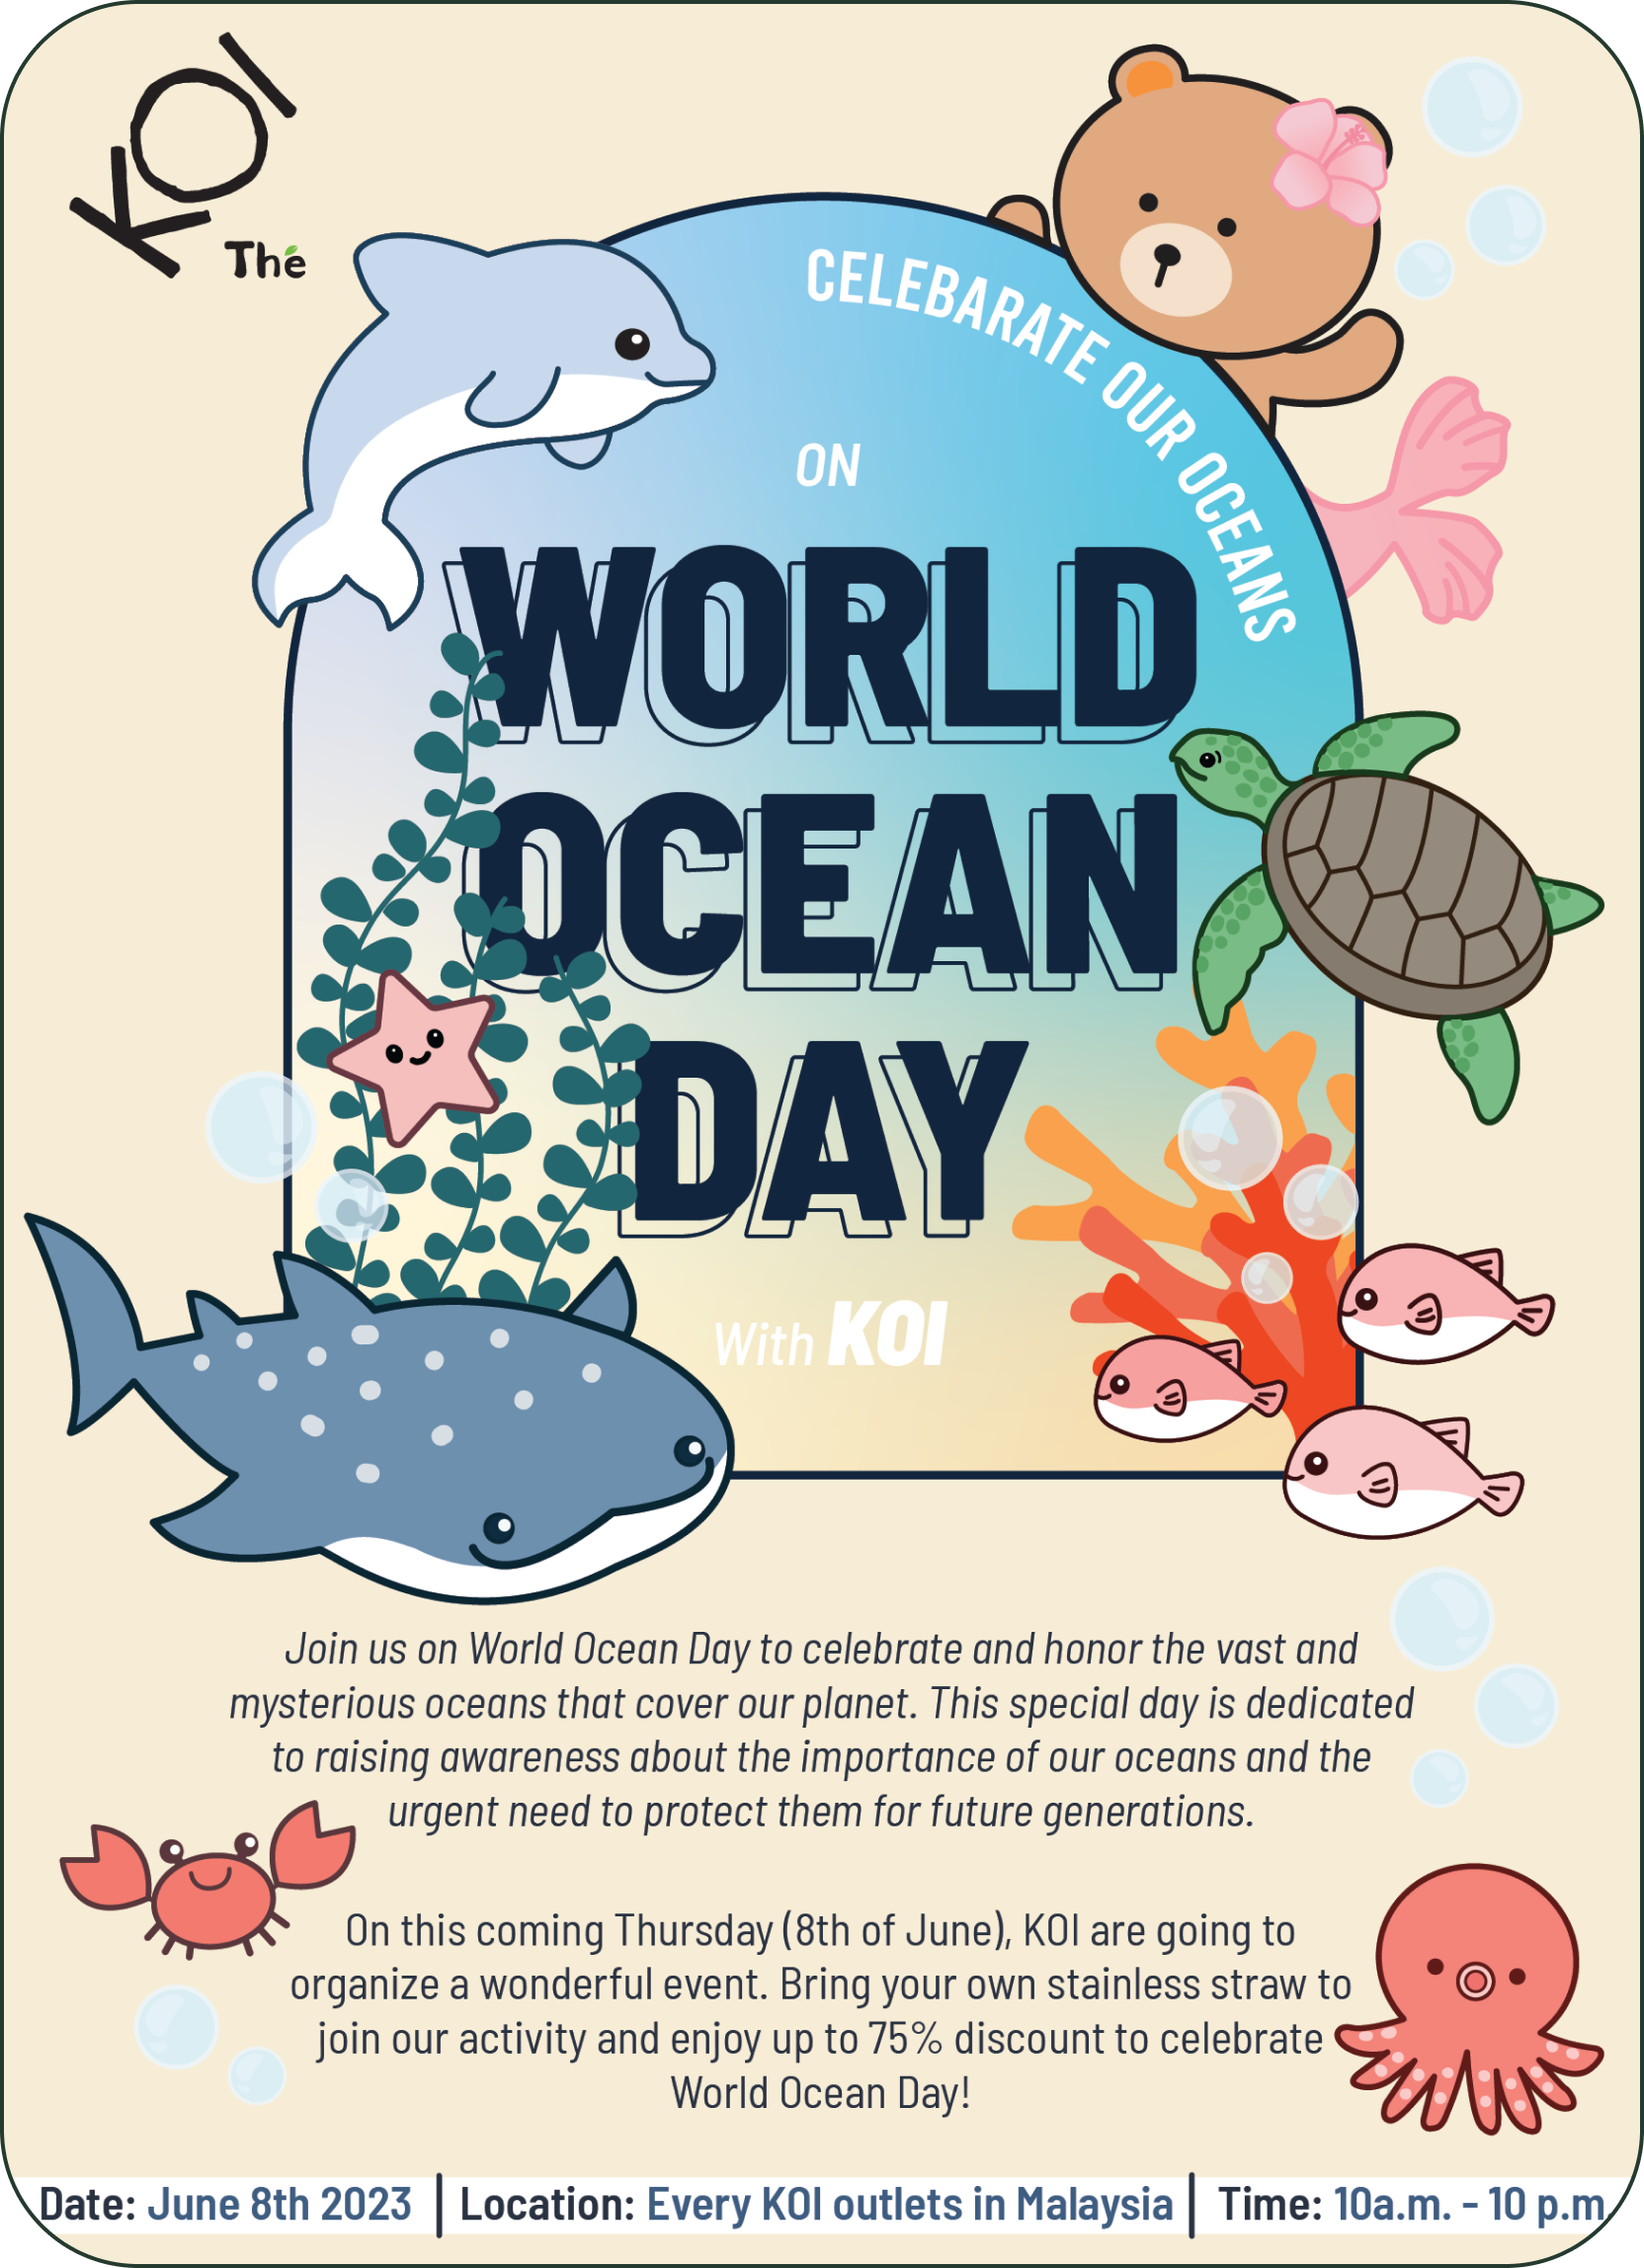 KOI
Thé
CELEBARATE OUR OCEANS
ON
WORLD
OCEAN
DAY
With KOI
Join us on World Ocean Day to celebrate and honor the vast and
mysterious oceans that cover our planet. This special day is dedicated
to raising awareness about the importance of our oceans and the
urgent need to protect them for future generations.
On this coming Thursday (8th of June), KOI are going to
organize a wonderful event. Bring your own stainless straw to
join our activity and enjoy up to 75% discount to celebrate
World Ocean Day!
Date: June 8th 2023 | Location: Every KOI outlets in Malaysia | Time: 10a.m. - 10 p.m.